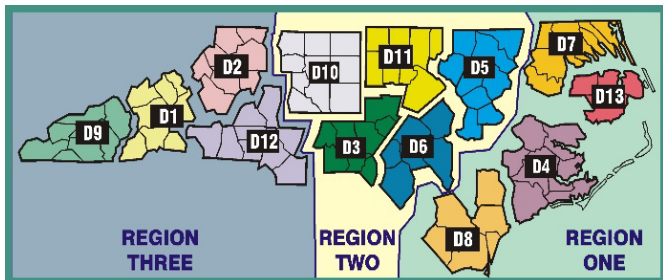 D2
D10
D11
D5
D7
D13
D9
D1
D12
D3
D6
D4
D8
REGION
THREE
REGION
TWO
REGION
ONE